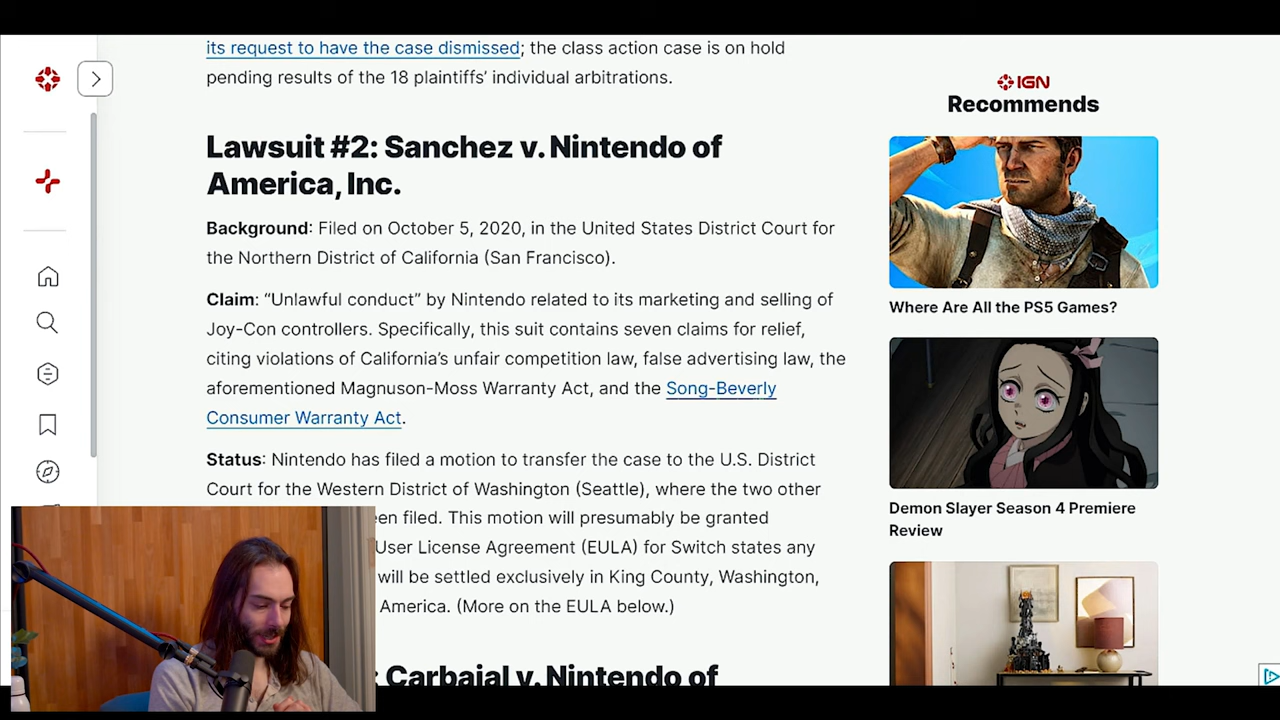 its request to have the case dismissed; the class action case is on hold
pending results of the 18 plaintiffs’ individual arbitrations.
Lawsuit #2: Sanchez v. Nintendo of
America, Inc.
Background: Filed on October 5, 2020, in the United States District Court for
the Northern District of California (San Francisco).
Claim: “Unlawful conduct” by Nintendo related to its marketing and selling of
Joy-Con controllers. Specifically, this suit contains seven claims for relief,
citing violations of California’s unfair competition law, false advertising law, the
aforementioned Magnuson-Moss Warranty Act, and the Song-Beverly
Consumer Warranty Act.
Status: Nintendo has filed a motion to transfer the case to the U.S. District
Court for the Western District of Washington (Seattle), where the two other
en filed. This motion will presumably be granted
User License Agreement (EULA) for Switch states any
will be settled exclusively in King County, Washington,
America. (More on the EULA below.)
: Carbajal v. Nintendo of
IGN
Recommends
Where Are All the PS5 Games?
Demon Slayer Season 4 Premiere
Review